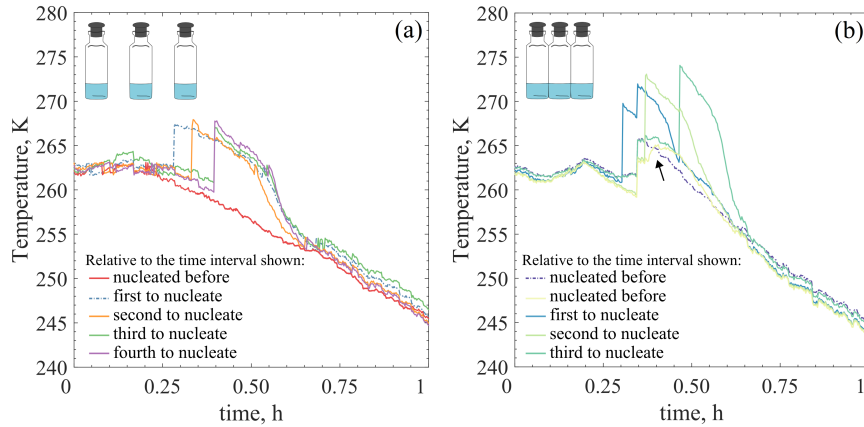 (a)
Temperature, K
280
275
270
265
260
255
250
245
240
Relative to the time interval shown:
nucleated before
first to nucleate
second to nucleate
third to nucleate
fourth to nucleate
0 0.25 0.50 0.75 1
time, h
(b)
Temperature, K
280
275
270
265
260
255
250
245
240
Relative to the time interval shown:
nucleated before
nucleated before
first to nucleate
second to nucleate
third to nucleate
0 0.25 0.50 0.75 1
time, h